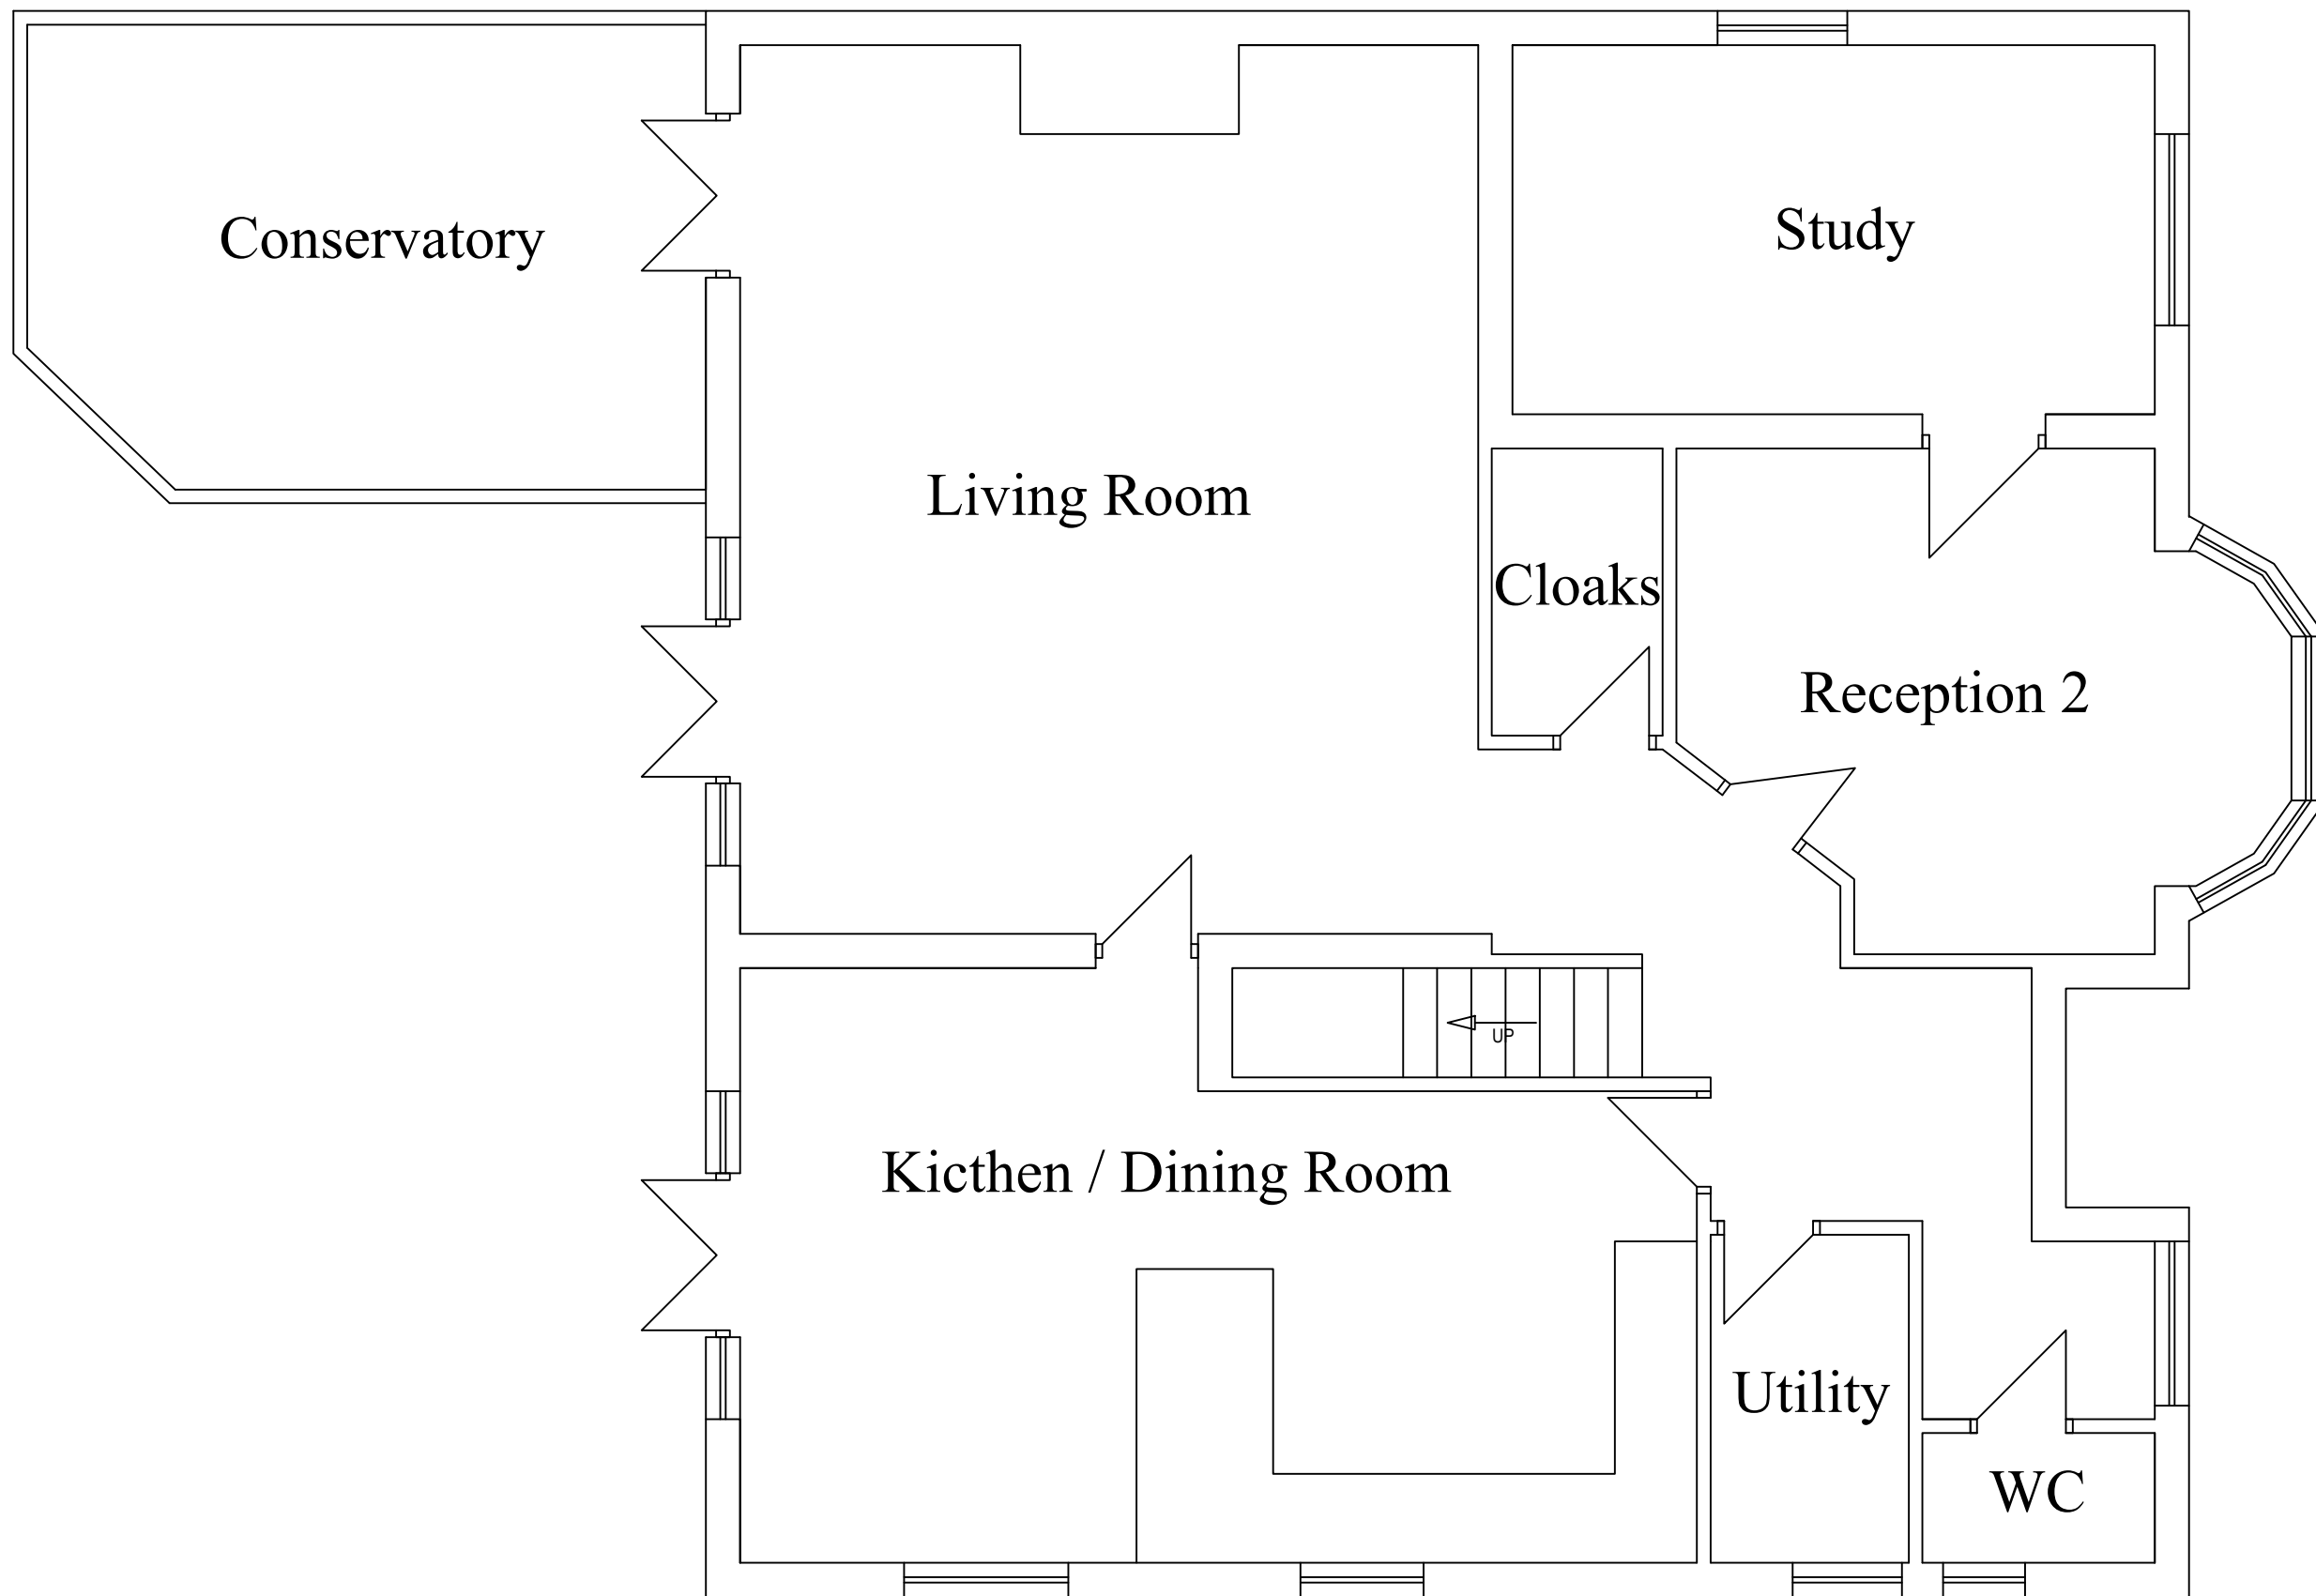 Conservatory
Study
Living Room
Cloaks
Reception 2
UP
Kicthen / Dining Room
Utility
WC